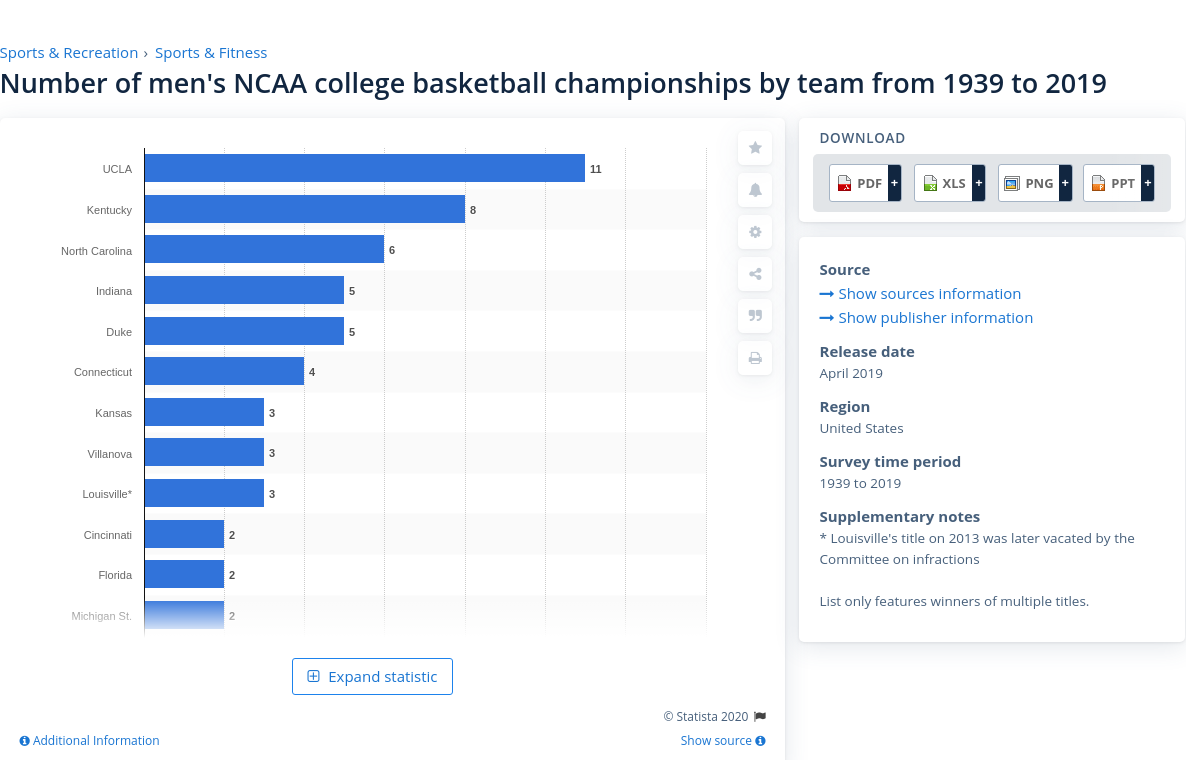 Sports & Recreation › Sports & Fitness
Number of men's NCAA college basketball championships by team from 1939 to 2019
UCLA 11
Kentucky 8
North Carolina 6
Indiana 5
Duke 5
Connecticut 4
Kansas 3
Villanova 3
Louisville* 3
Cincinnati 2
Florida 2
Michigan St. 2
Expand statistic
© Statista 2020
Additional Information
Show source
DOWNLOAD
PDF + XLS + PNG + PPT +
Source
Show sources information
Show publisher information
Release date
April 2019
Region
United States
Survey time period
1939 to 2019
Supplementary notes
* Louisville's title on 2013 was later vacated by the
Committee on infractions
List only features winners of multiple titles.